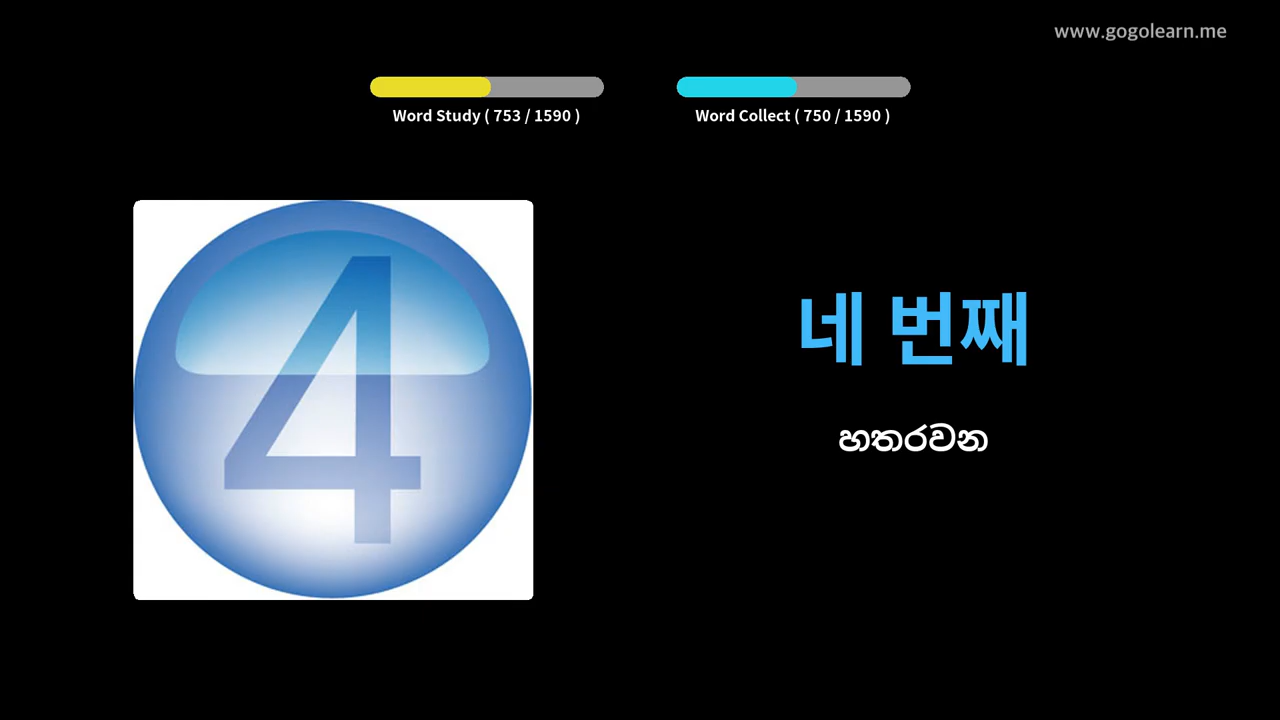 www.gogolearn.me
Word Study ( 753 / 1590 )
Word Collect ( 750 / 1590 )
4
네 번째
හතරවන